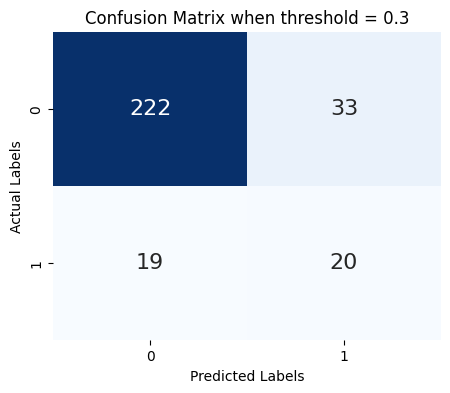 Confusion Matrix when threshold = 0.3
Actual Labels
0
222
33
1
19
20
0
1
Predicted Labels